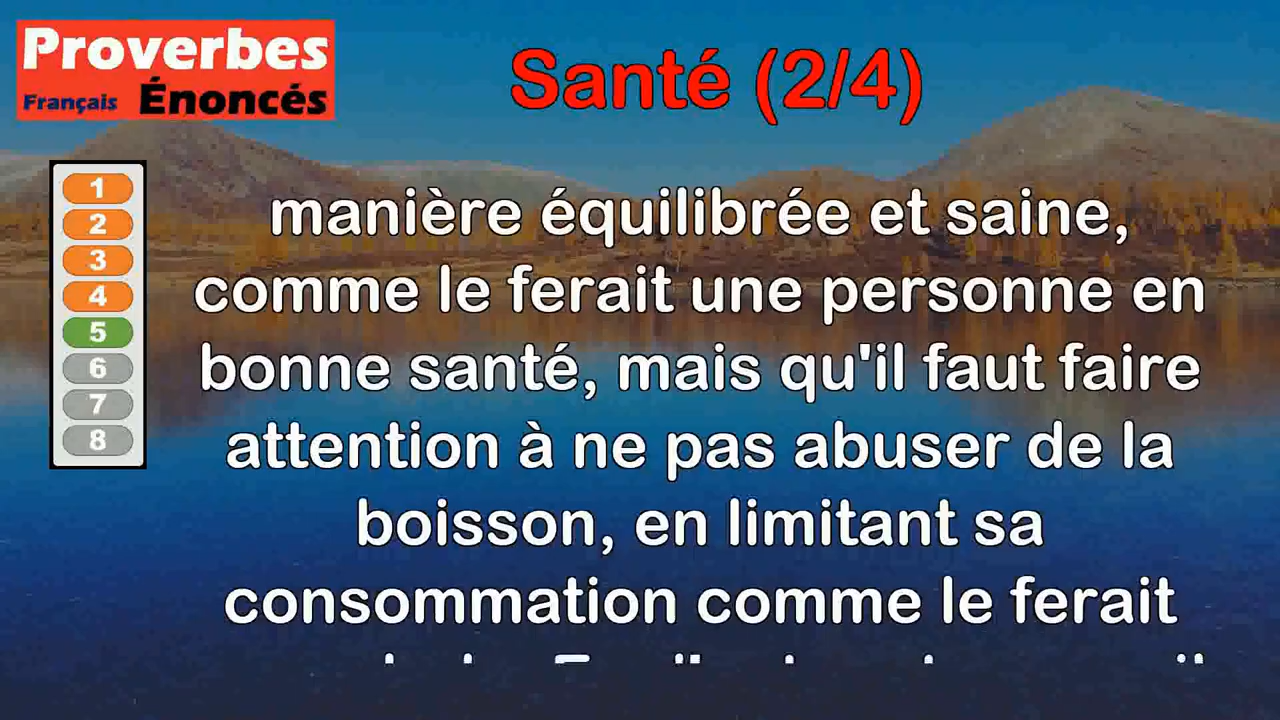 Proverbes
Français Énoncés
Santé (2/4)
1
2
3
4
5
6
7
8
manière équilibrée et saine,
comme le ferait une personne en
bonne santé, mais qu'il faut faire
attention à ne pas abuser de la
boisson, en limitant sa
consommation comme le ferait